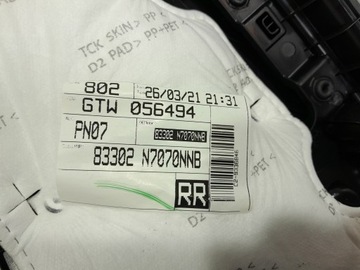 TCK SKIN > PP+PET <
D2 PAD > PP+PET <
802 26/03/21 21:31
GTW 056494
PN07 83302 N7070NNB
83302 N7070NNB
RR